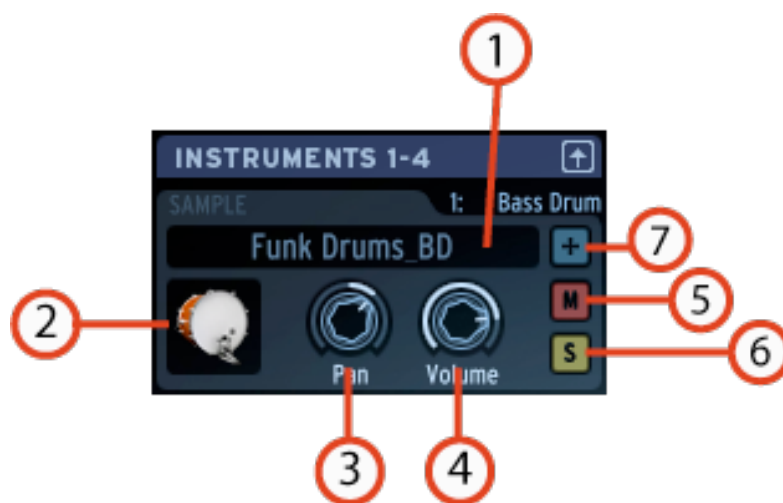 1
INSTRUMENTS 1-4
SAMPLE 1: Bass Drum
Funk Drums_BD + 7
2 M 5
S 6
Pan Volume
3 4